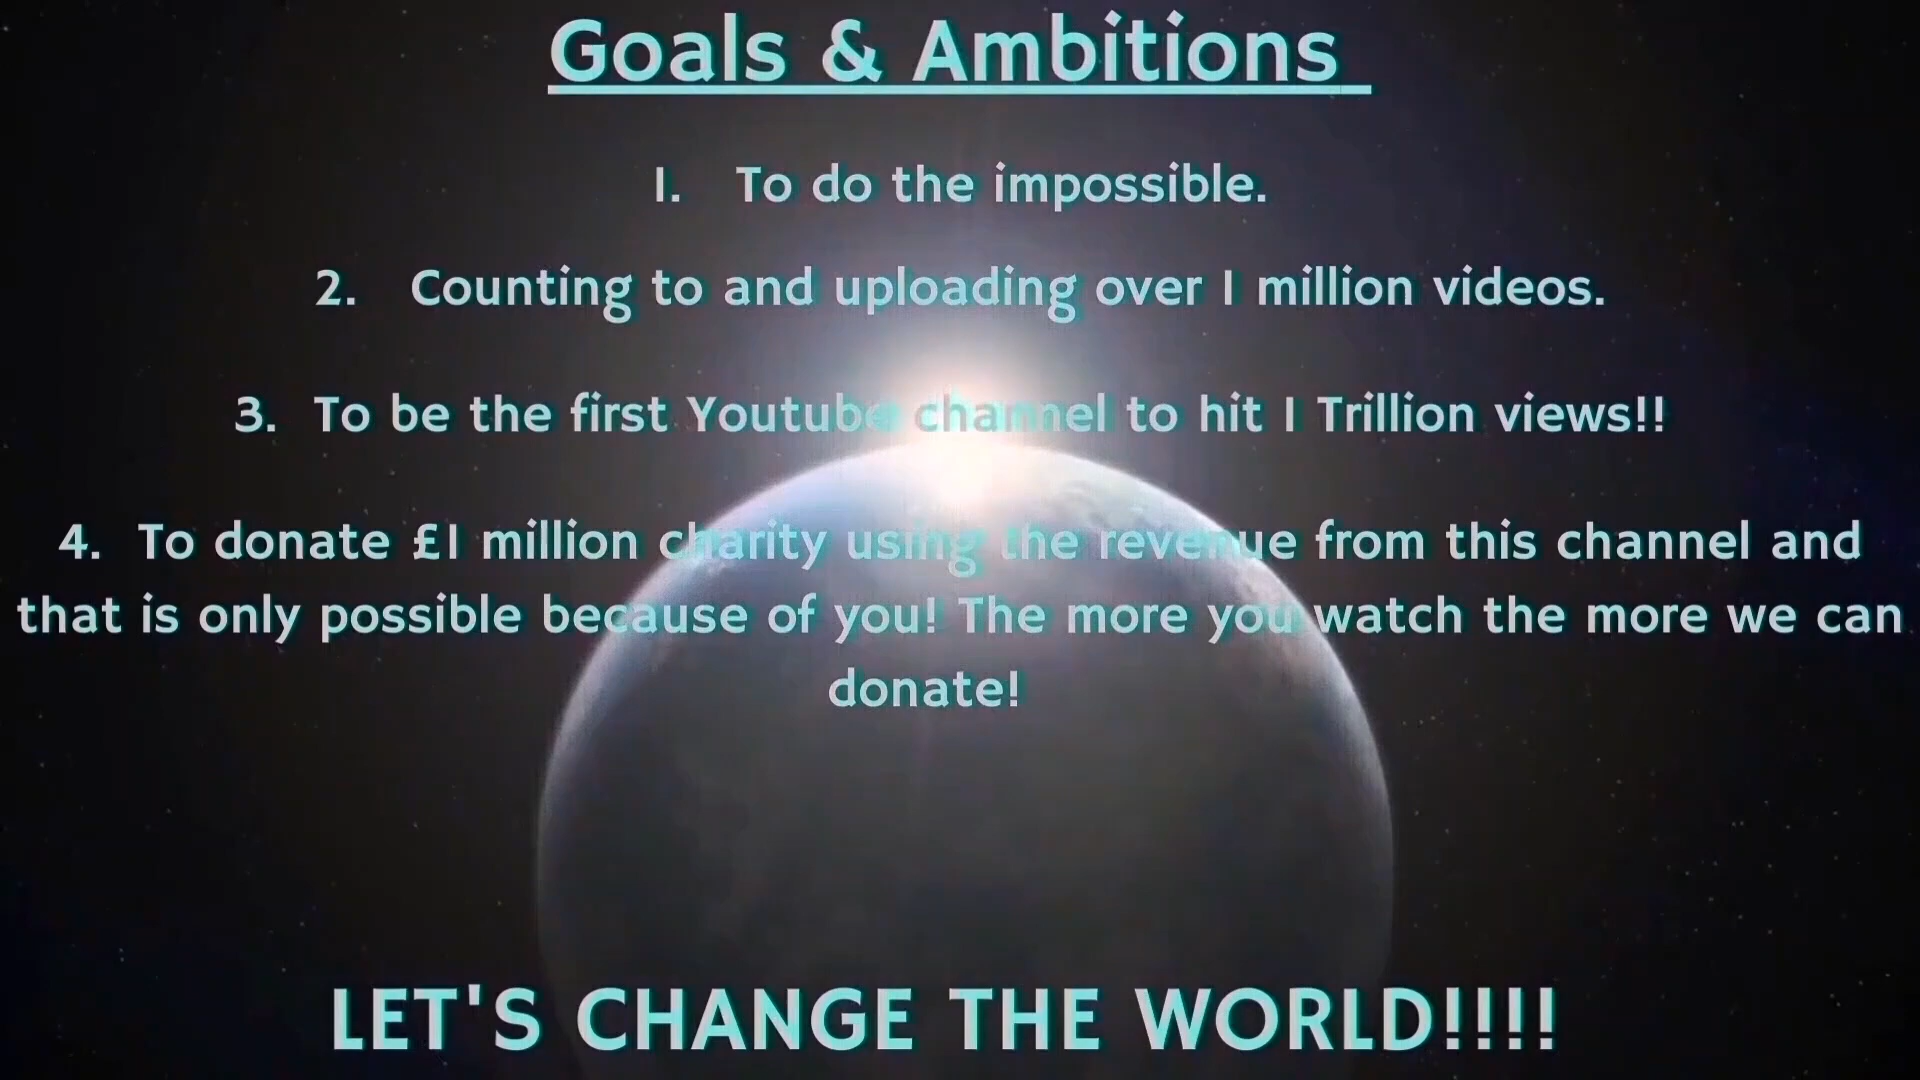 Goals & Ambitions
1. To do the impossible.
2. Counting to and uploading over 1 million videos.
3. To be the first Youtube channel to hit 1 Trillion views!!
4. To donate £1 million charity using the revenue from this channel and
that is only possible because of you! The more you watch the more we can
donate!
LET'S CHANGE THE WORLD!!!!